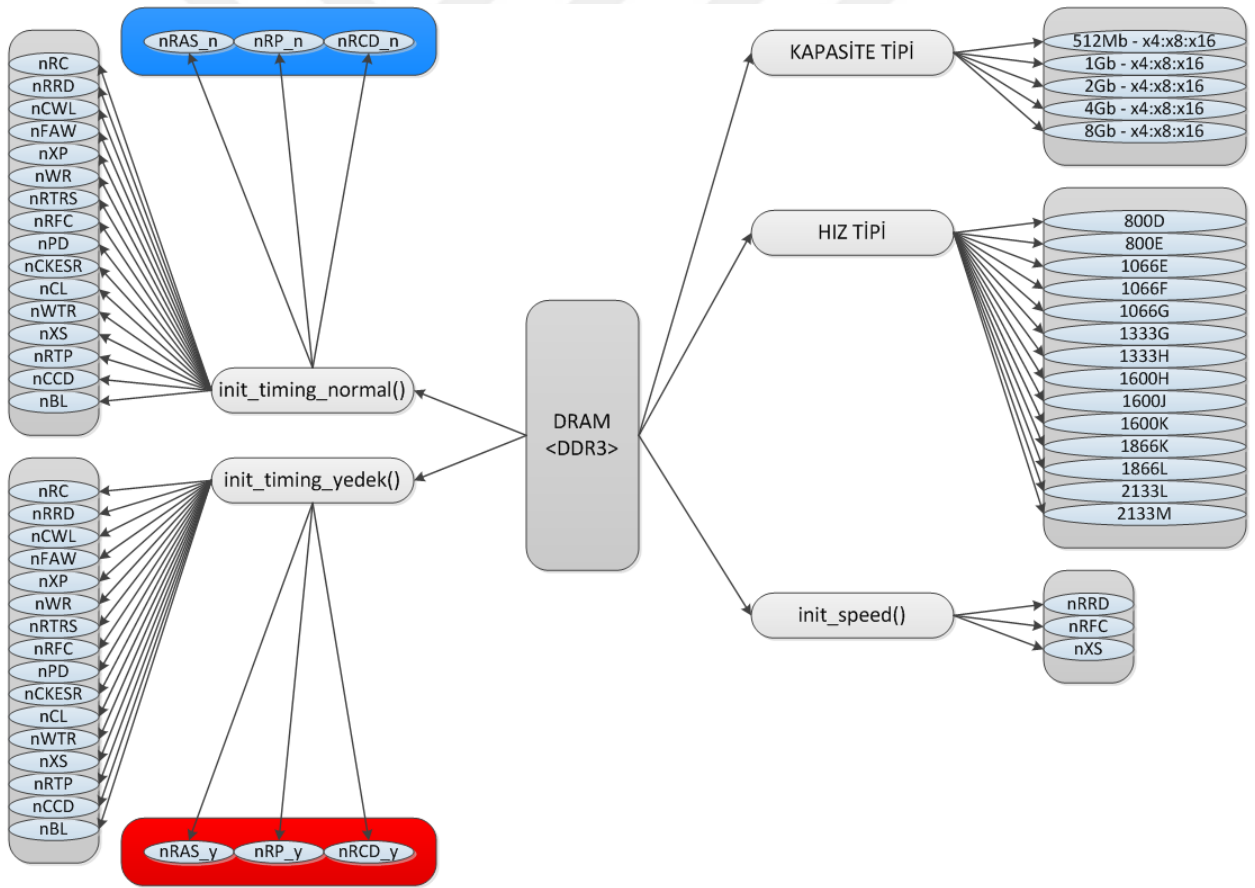 nRAS_n nRP_n nRCD_n
nRC
nRRD
nCWL
nFAW
nXP
nWR
nRTRS
nRFC
nPD
nCKESR
nCL
nWTR
nXS
nRTP
nCCD
nBL
init_timing_normal()
init_timing_yedek()
nRC
nRRD
nCWL
nFAW
nXP
nWR
nRTRS
nRFC
nPD
nCKESR
nCL
nWTR
nXS
nRTP
nCCD
nBL
nRAS_y nRP_y nRCD_y
DRAM
<DDR3>
KAPASİTE TİPİ
512Mb - x4:x8:x16
1Gb - x4:x8:x16
2Gb - x4:x8:x16
4Gb - x4:x8:x16
8Gb - x4:x8:x16
HIZ TİPİ
800D
800E
1066E
1066F
1066G
1333G
1333H
1600H
1600J
1600K
1866K
1866L
2133L
2133M
init_speed()
nRRD
nRFC
nXS